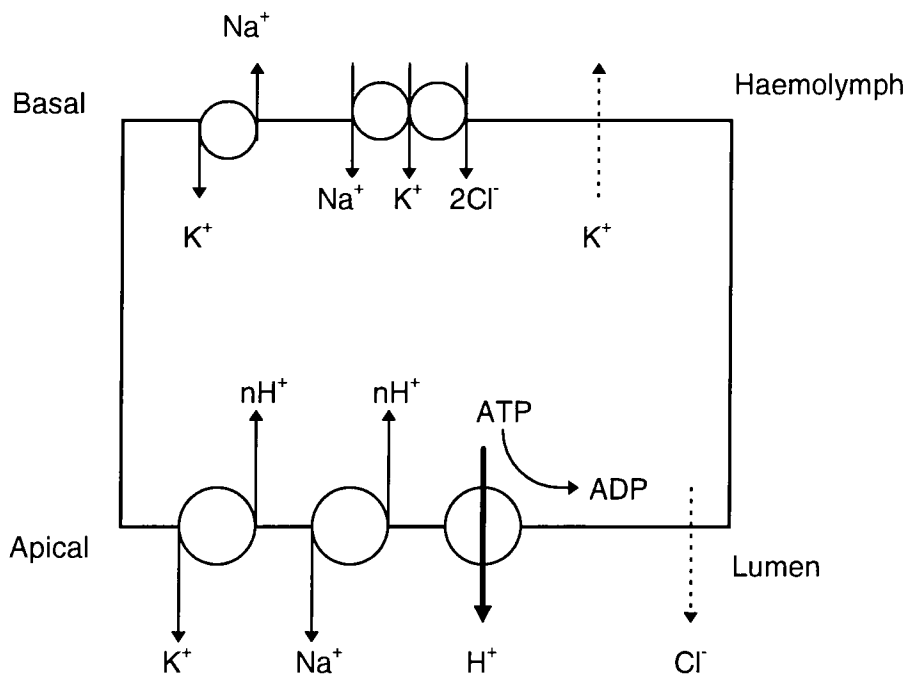 Na⁺
Basal
Haemolymph
K⁺
Na⁺
K⁺
2Cl⁻
K⁺
nH⁺
nH⁺
ATP
ADP
Apical
Lumen
K⁺
Na⁺
H⁺
Cl⁻